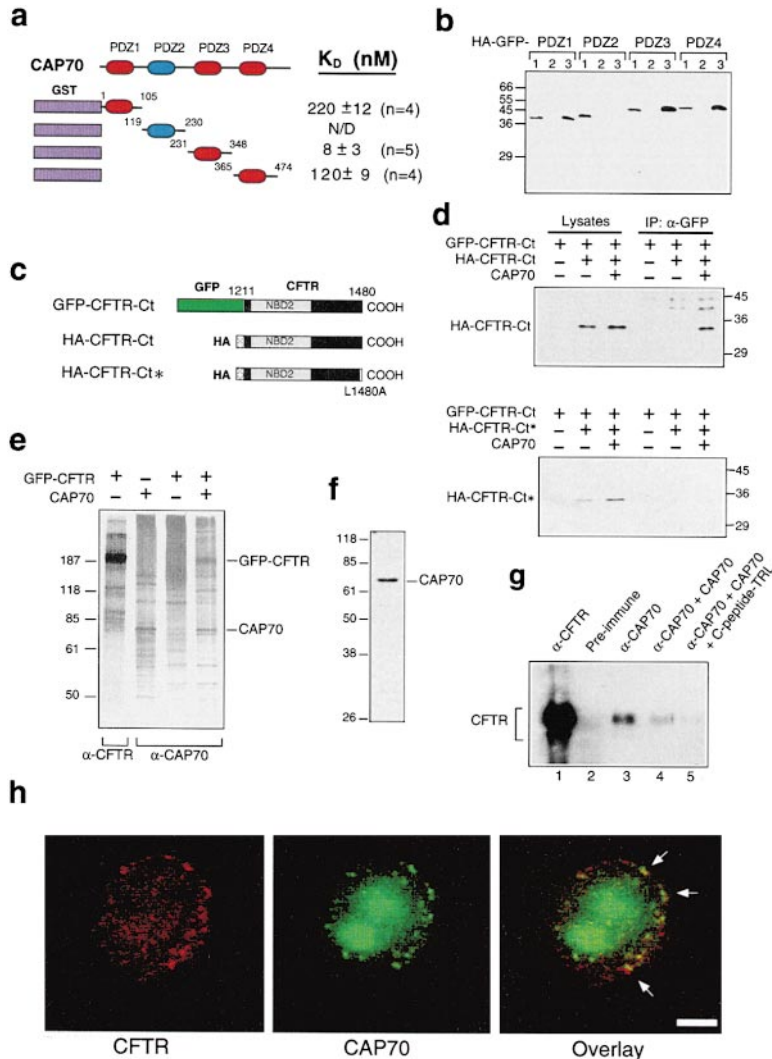 a
PDZ1 PDZ2 PDZ3 PDZ4
CAP70
K_D (nM)
GST
1 105
220 ±12 (n=4)
119 230
N/D
231 348
8 ± 3 (n=5)
365 474
120± 9 (n=4)
b
HA-GFP- PDZ1 PDZ2 PDZ3 PDZ4
1 2 3 1 2 3 1 2 3 1 2 3
66
55
45
36
29
c
GFP 1211 CFTR 1480
GFP-CFTR-Ct NBD2 COOH
HA-CFTR-Ct HA NBD2 COOH
HA-CFTR-Ct* HA NBD2 COOH
L1480A
d
Lysates IP: α-GFP
GFP-CFTR-Ct + + + + + +
HA-CFTR-Ct – + + – + +
CAP70 – – + – – +
45
HA-CFTR-Ct
36
29
GFP-CFTR-Ct + + + + + +
HA-CFTR-Ct* – + + – + +
CAP70 – – + – – +
45
HA-CFTR-Ct*
36
29
e
GFP-CFTR + – + +
CAP70 – + – +
187 GFP-CFTR
118
85
CAP70
61
50
α-CFTR α-CAP70
f
118
85
CAP70
61
50
38
26
g
α-CFTR
Pre-immune
α-CAP70
α-CAP70 + CAP70
α-CAP70 + CAP70
+ C-peptide-TRL
CFTR
1 2 3 4 5
h
CFTR CAP70 Overlay